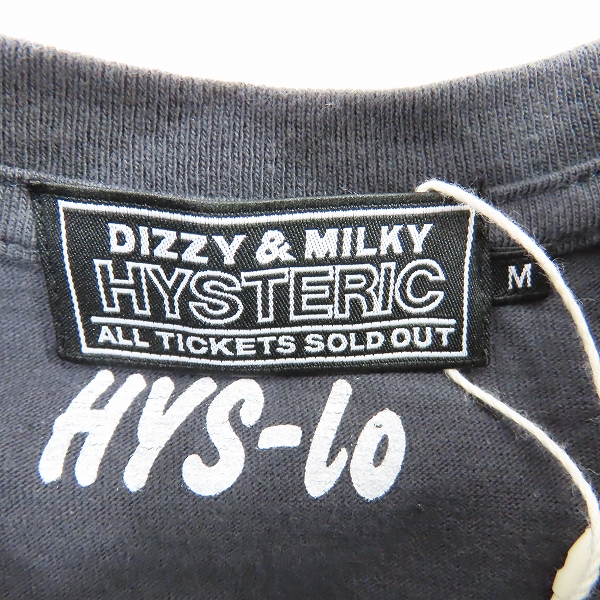 DIZZY & MILKY
HYSTERIC
ALL TICKETS SOLD OUT
M
HYS-LO